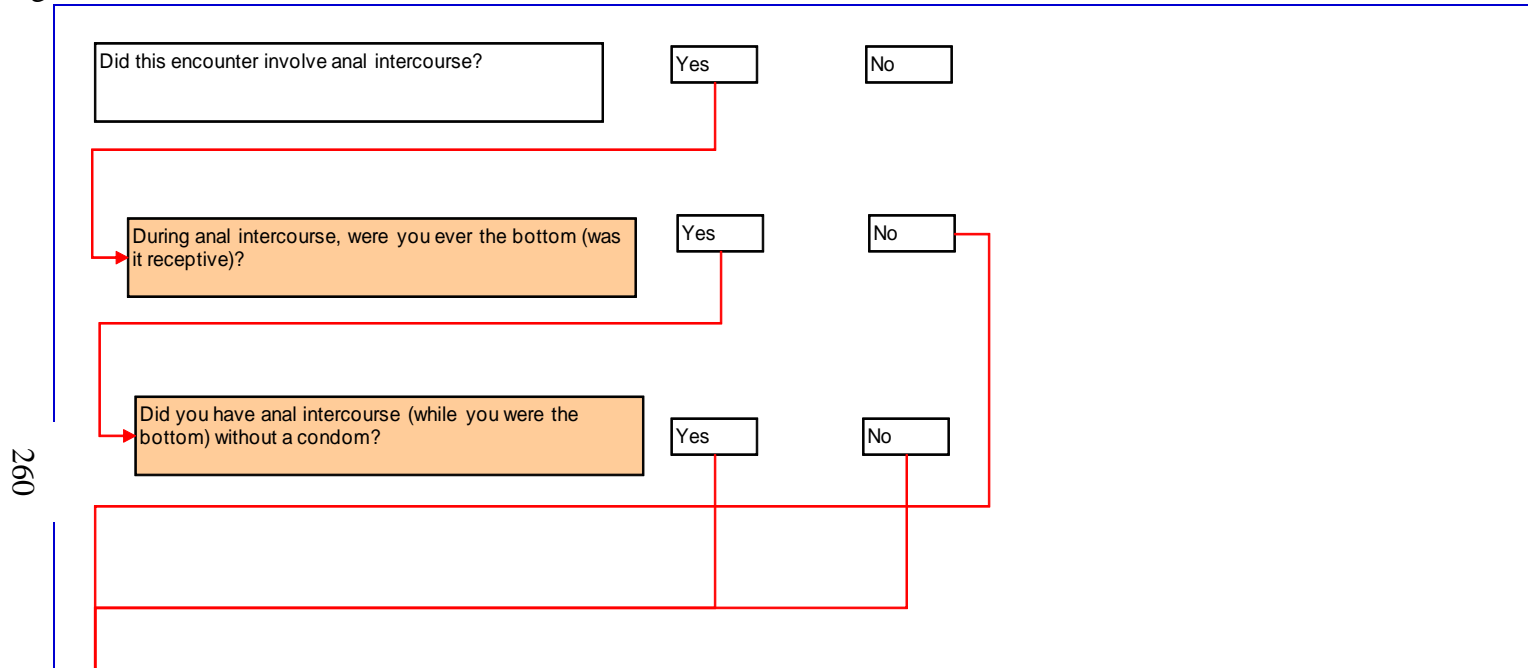 Did this encounter involve anal intercourse?
Yes
No
During anal intercourse, were you ever the bottom (was
it receptive)?
Yes
No
Did you have anal intercourse (while you were the
bottom) without a condom?
Yes
No
260